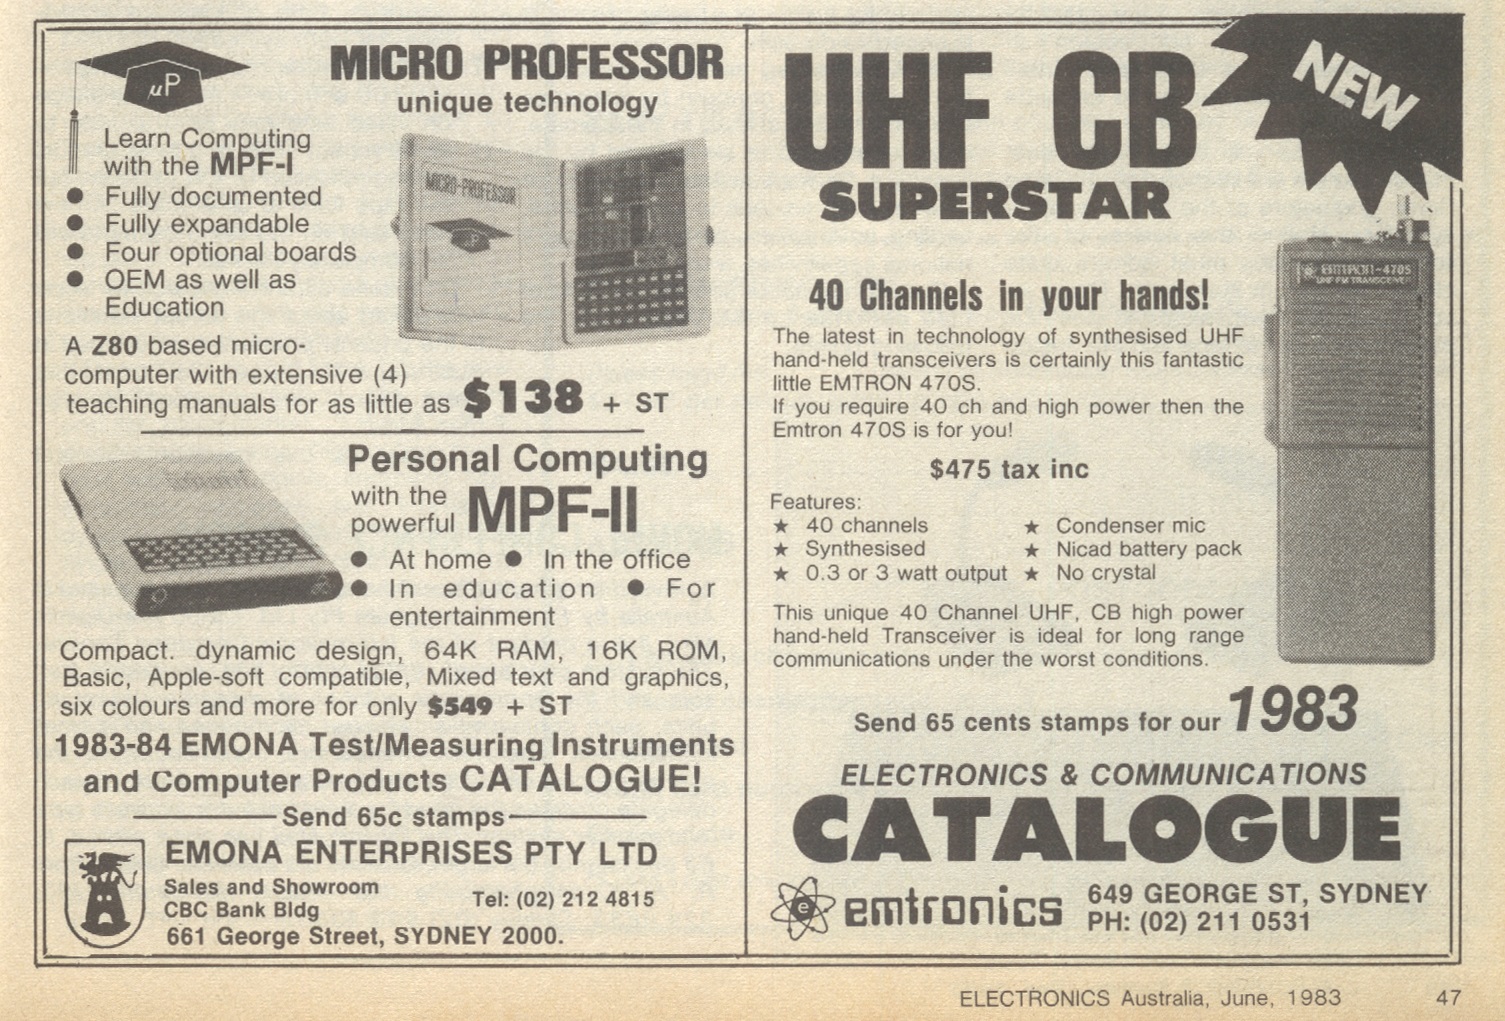 µP
MICRO PROFESSOR
unique technology
Learn Computing
with the MPF-I
● Fully documented
● Fully expandable
● Four optional boards
● OEM as well as
Education
MICRO-PROFESSOR
µP
A Z80 based micro-
computer with extensive (4)
teaching manuals for as little as $138 + ST
Personal Computing
with the
powerful MPF-II
● At home ● In the office
● In education ● For
entertainment
Compact. dynamic design, 64K RAM, 16K ROM,
Basic, Apple-soft compatible, Mixed text and graphics,
six colours and more for only $549 + ST
1983-84 EMONA Test/Measuring Instruments
and Computer Products CATALOGUE!
Send 65c stamps
EMONA ENTERPRISES PTY LTD
Sales and Showroom
CBC Bank Bldg
Tel: (02) 212 4815
661 George Street, SYDNEY 2000.
UHF CB
SUPERSTAR
NEW
EMTRON-470S
UHF FM TRANSCEIVER
40 Channels in your hands!
The latest in technology of synthesised UHF
hand-held transceivers is certainly this fantastic
little EMTRON 470S.
If you require 40 ch and high power then the
Emtron 470S is for you!
$475 tax inc
Features:
★ 40 channels ★ Condenser mic
★ Synthesised ★ Nicad battery pack
★ 0.3 or 3 watt output ★ No crystal
This unique 40 Channel UHF, CB high power
hand-held Transceiver is ideal for long range
communications under the worst conditions.
Send 65 cents stamps for our 1983
ELECTRONICS & COMMUNICATIONS
CATALOGUE
e emtronics
649 GEORGE ST, SYDNEY
PH: (02) 211 0531
ELECTRONICS Australia, June, 1983 47